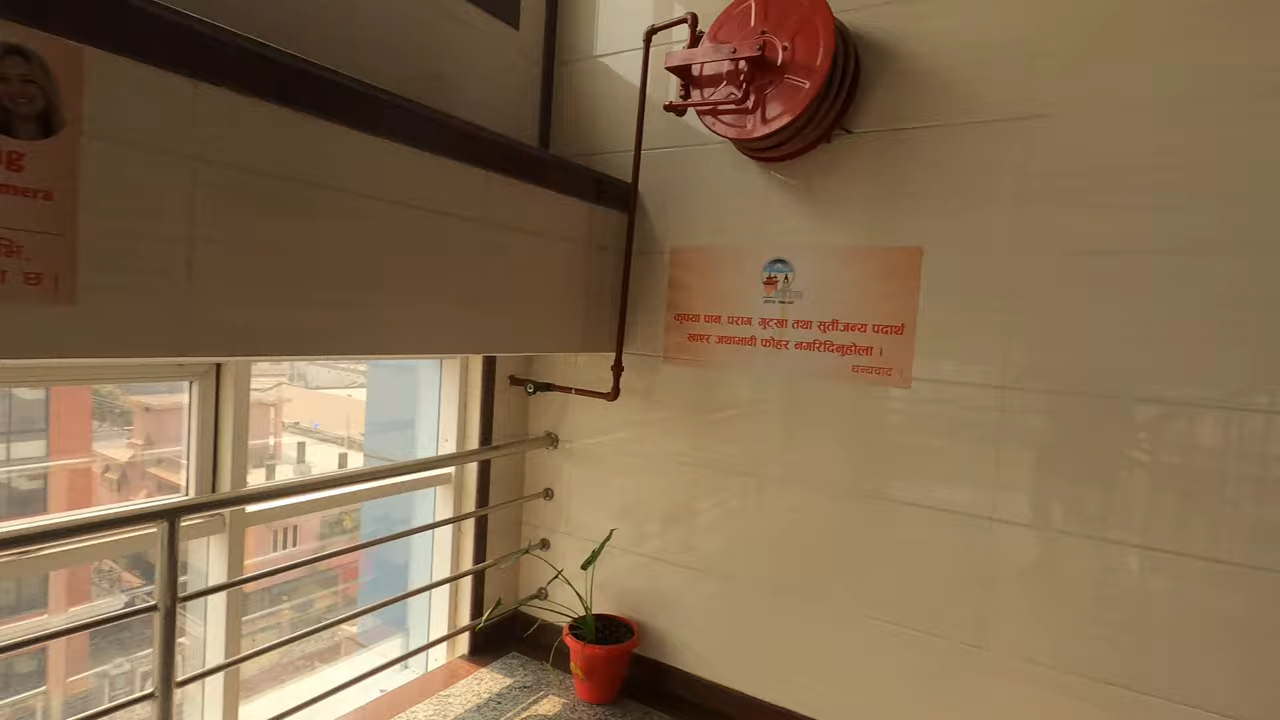 ng
mera
भि.
ा छ ।
कृपया पान, पराग, गुट्खा तथा सुर्तीजन्य पदार्थ
खाएर जथाभावी फोहर नगरिदिनुहोला ।
धन्यवाद ।